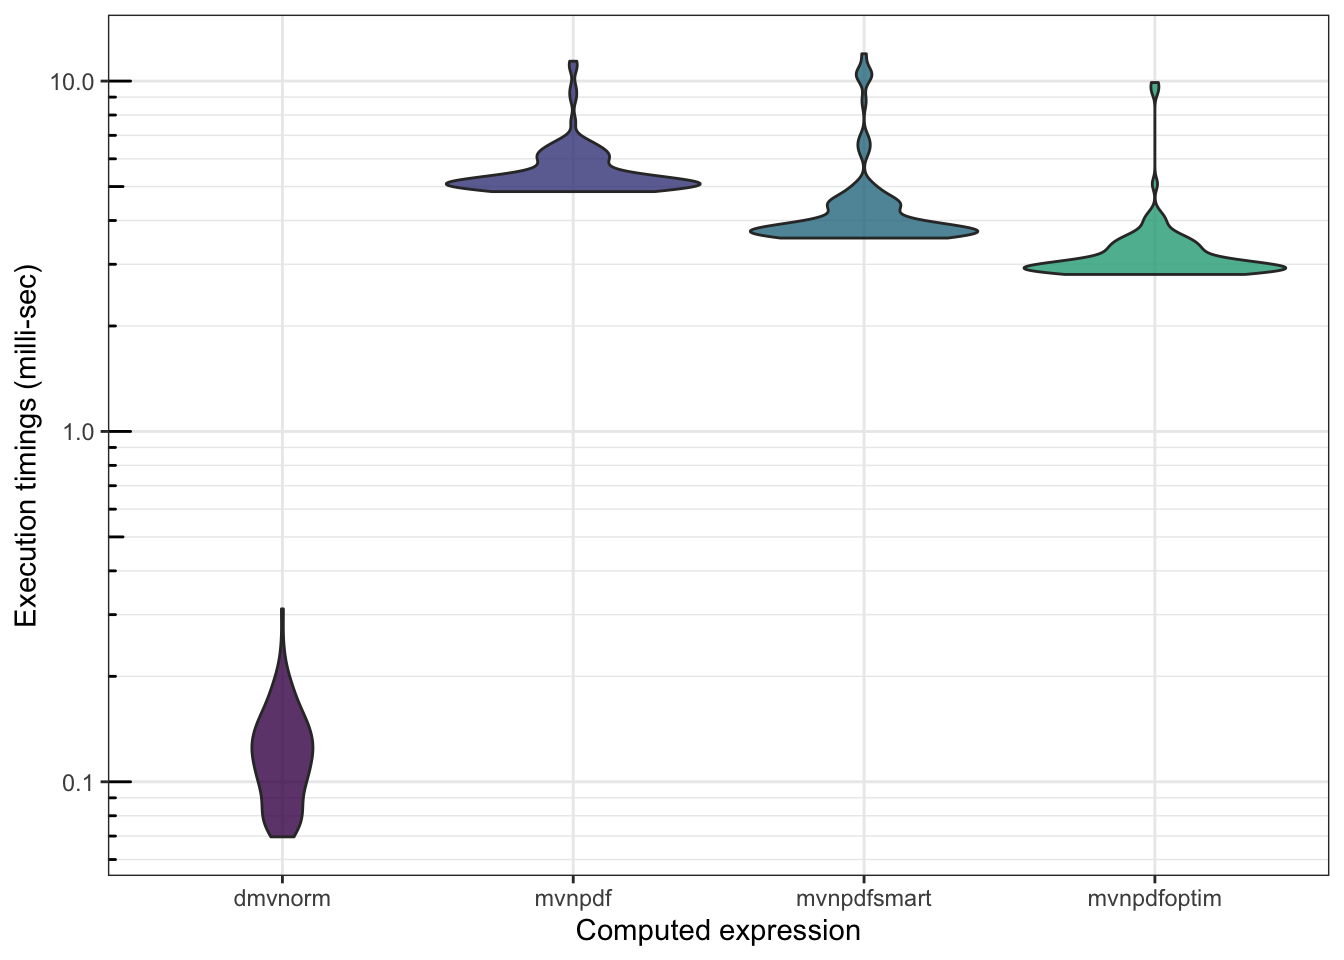 Execution timings (milli-sec)
10.0
1.0
0.1
dmvnorm
mvnpdf
mvnpdfsmart
mvnpdfoptim
Computed expression